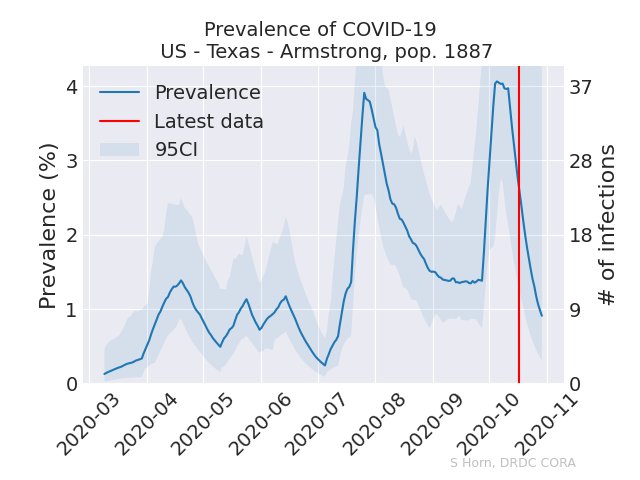 Prevalence of COVID-19
US - Texas - Armstrong, pop. 1887
Prevalence
Latest data
95CI
Prevalence (%)
4
3
2
1
0
# of infections
37
28
18
9
0
2020-03
2020-04
2020-05
2020-06
2020-07
2020-08
2020-09
2020-10
2020-11
S Horn, DRDC CORA